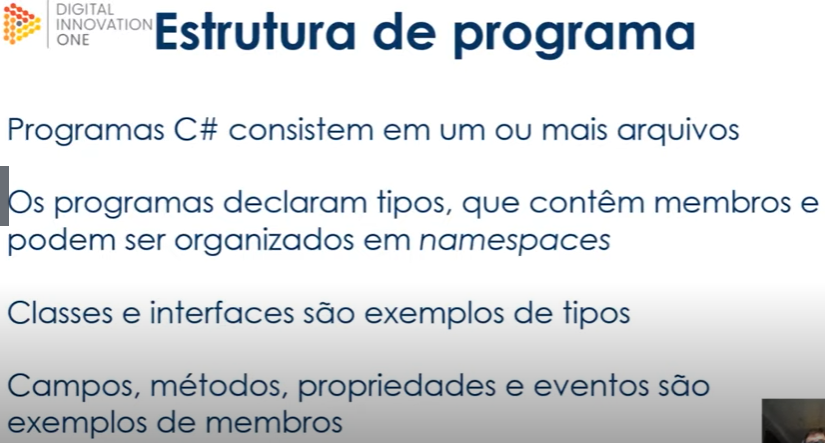 DIGITAL
INNOVATION
ONE
Estrutura de programa
Programas C# consistem em um ou mais arquivos
Os programas declaram tipos, que contêm membros e
podem ser organizados em namespaces
Classes e interfaces são exemplos de tipos
Campos, métodos, propriedades e eventos são
exemplos de membros